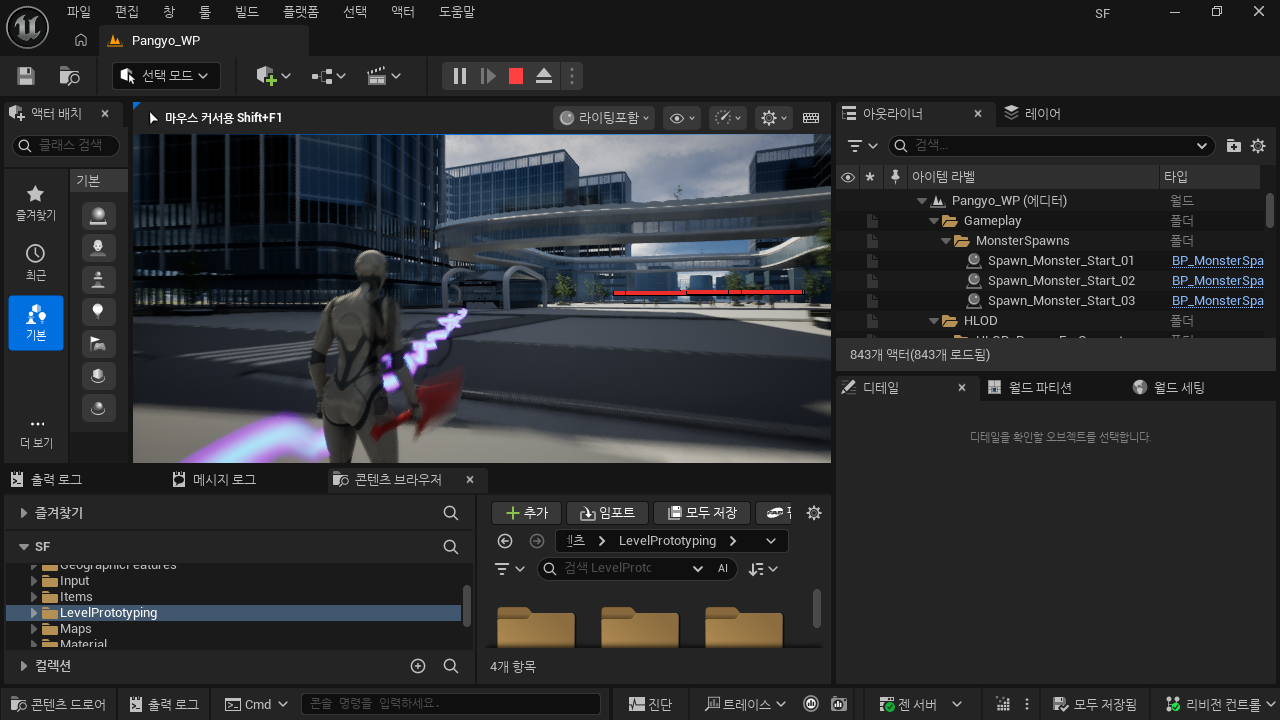 파일 편집 창 툴 빌드 플랫폼 선택 액터 도움말 SF
Pangyo_WP
선택 모드
액터 배치
마우스 커서용 Shift+F1
라이팅포함
아웃라이너
레이어
클래스 검색
검색...
아이템 라벨 타입
즐겨찾기
최근
기본
더 보기
기본
Pangyo_WP (에디터) 월드
Gameplay 폴더
MonsterSpawns 폴더
Spawn_Monster_Start_01 BP_MonsterSpa
Spawn_Monster_Start_02 BP_MonsterSpa
Spawn_Monster_Start_03 BP_MonsterSpa
HLOD 폴더
843개 액터(843개 로드됨)
디테일
월드 파티션
월드 세팅
디테일을 확인할 오브젝트를 선택합니다.
출력 로그
메시지 로그
콘텐츠 브라우저
즐겨찾기
SF
GeographicFeatures
Input
Items
LevelPrototyping
Maps
Material
컬렉션
추가
임포트
모두 저장
텐츠
LevelPrototyping
검색 LevelProtc
AI
4개 항목
콘텐츠 드로어
출력 로그
Cmd
콘솔 명령을 입력하세요.
진단
트레이스
젠 서버
모두 저장됨
리비전 컨트롤